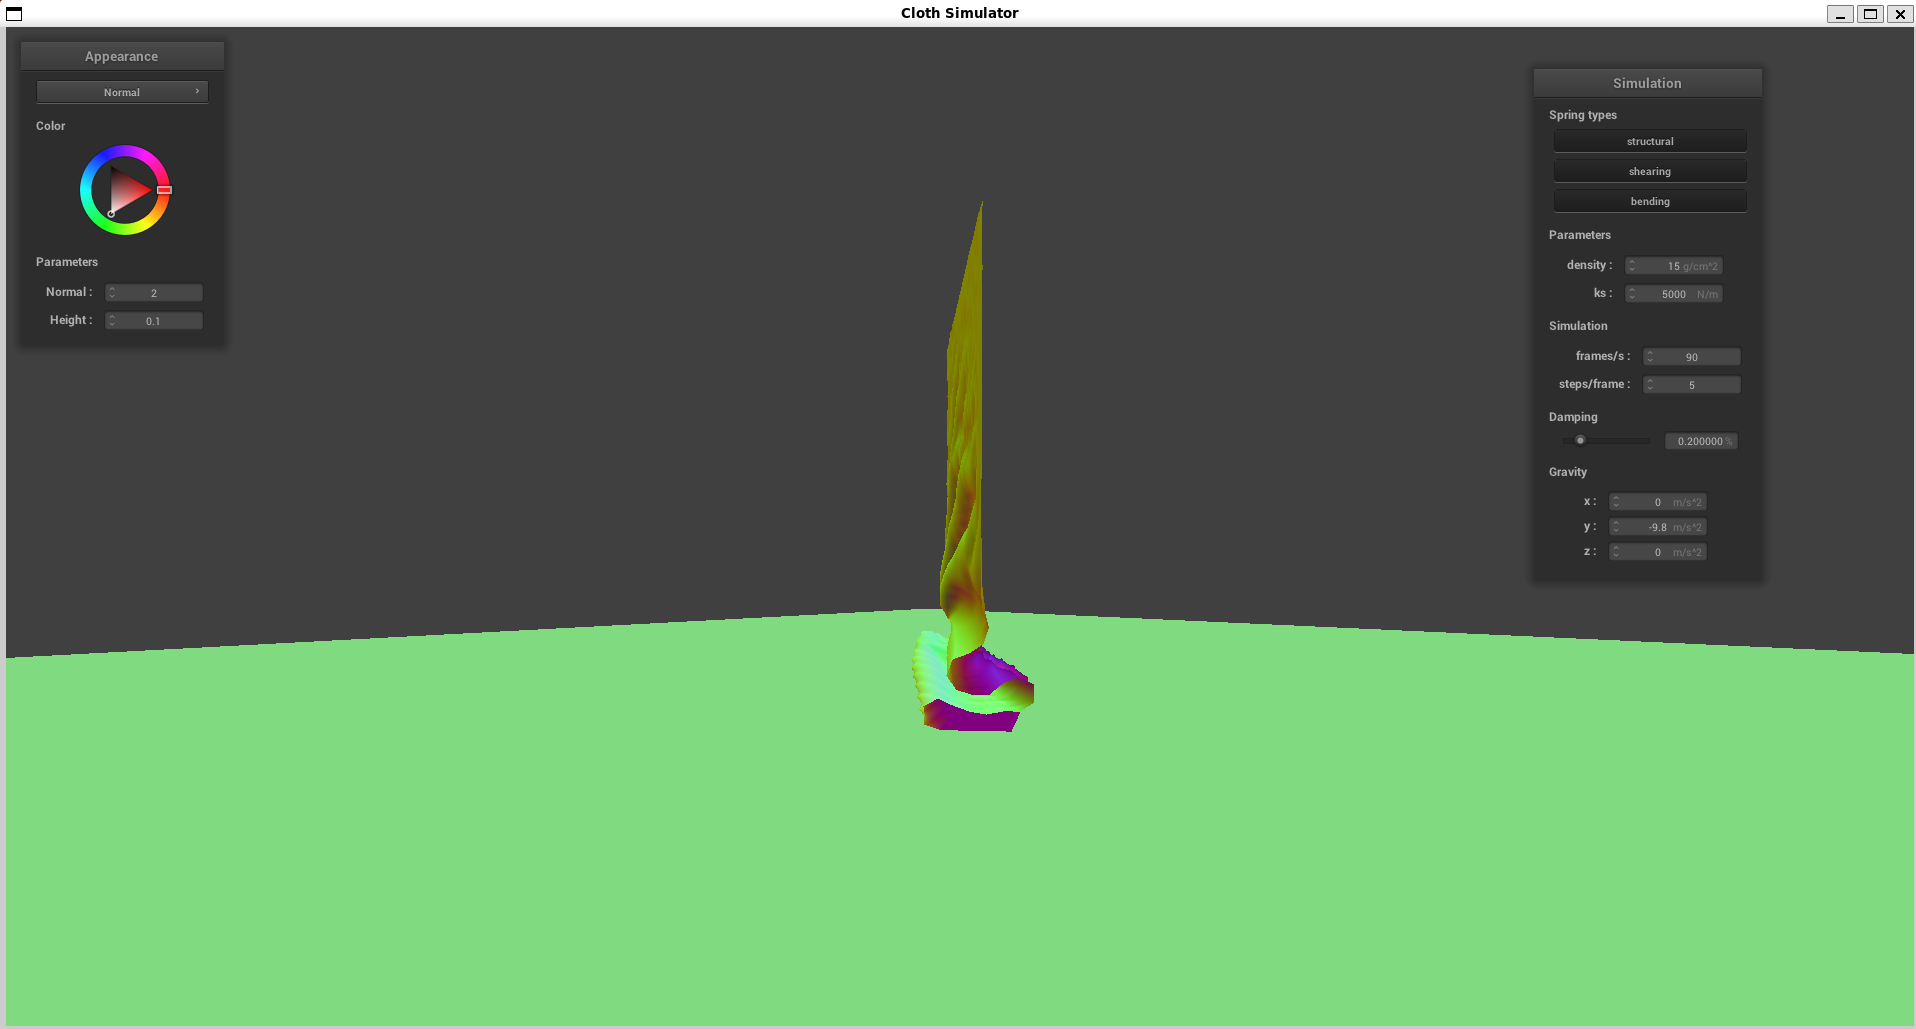 Cloth Simulator
Appearance
Normal
Color
Parameters
Normal : 2
Height : 0.1
Simulation
Spring types
structural
shearing
bending
Parameters
density : 15 g/cm^2
ks : 5000 N/m
Simulation
frames/s : 90
steps/frame : 5
Damping
0.200000 %
Gravity
x : 0 m/s^2
y : -9.8 m/s^2
z : 0 m/s^2